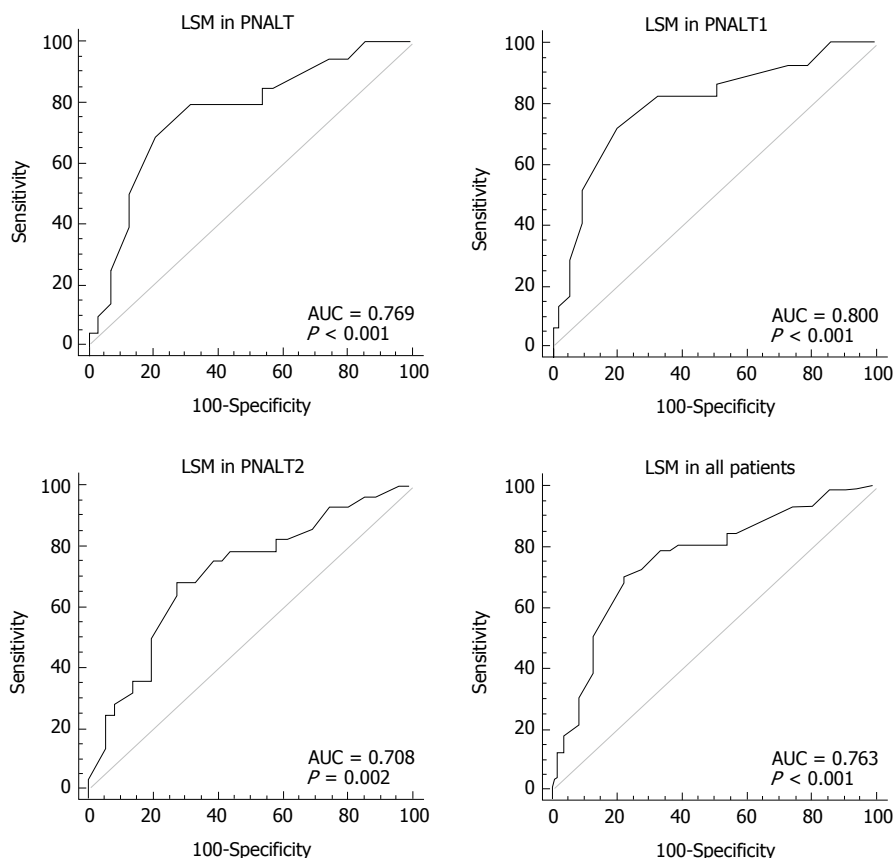 LSM in PNALT
100
80
60
40
20
0
Sensitivity
AUC = 0.769
P < 0.001
0 20 40 60 80 100
100-Specificity
LSM in PNALT1
100
80
60
40
20
0
Sensitivity
AUC = 0.800
P < 0.001
0 20 40 60 80 100
100-Specificity
LSM in PNALT2
100
80
60
40
20
0
Sensitivity
AUC = 0.708
P = 0.002
0 20 40 60 80 100
100-Specificity
LSM in all patients
100
80
60
40
20
0
Sensitivity
AUC = 0.763
P < 0.001
0 20 40 60 80 100
100-Specificity